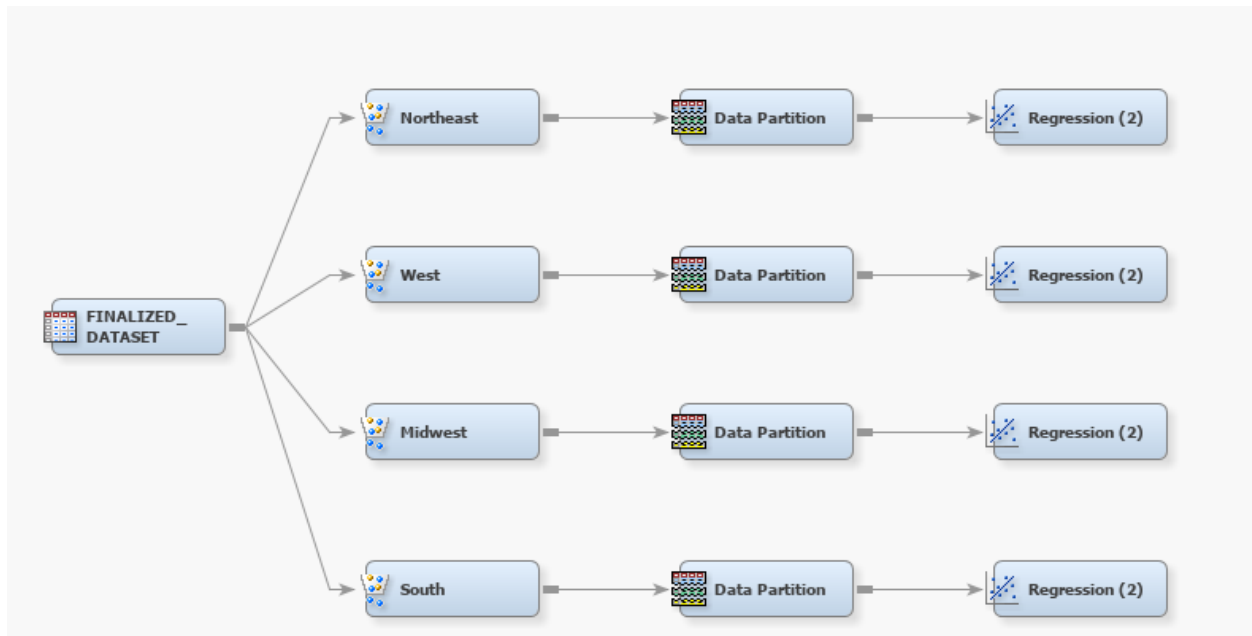 Northeast
Data Partition
Regression (2)
West
Data Partition
Regression (2)
FINALIZED_
DATASET
Midwest
Data Partition
Regression (2)
South
Data Partition
Regression (2)